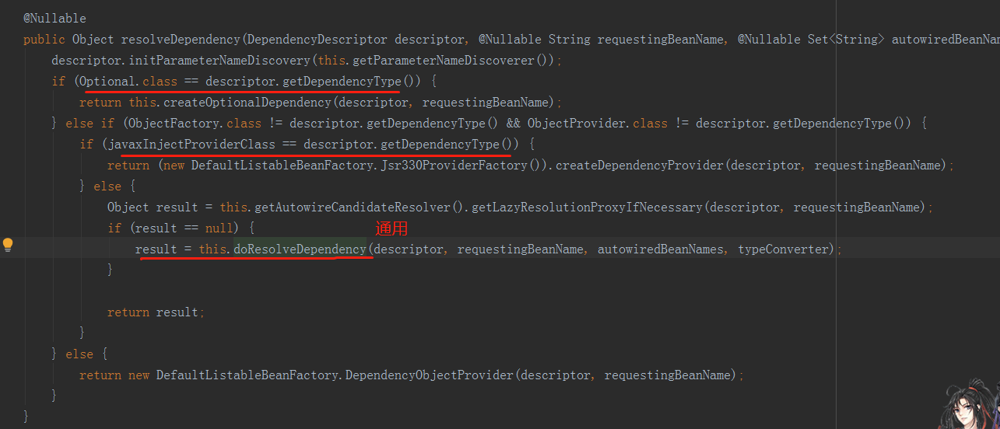 @Nullable
public Object resolveDependency(DependencyDescriptor descriptor, @Nullable String requestingBeanName, @Nullable Set<String> autowiredBeanNa
descriptor.initParameterNameDiscovery(this.getParameterNameDiscoverer());
if (Optional.class == descriptor.getDependencyType()) {
return this.createOptionalDependency(descriptor, requestingBeanName);
} else if (ObjectFactory.class != descriptor.getDependencyType() && ObjectProvider.class != descriptor.getDependencyType()) {
if (javaxInjectProviderClass == descriptor.getDependencyType()) {
return (new DefaultListableBeanFactory.Jsr330ProviderFactory()).createDependencyProvider(descriptor, requestingBeanName);
} else {
Object result = this.getAutowireCandidateResolver().getLazyResolutionProxyIfNecessary(descriptor, requestingBeanName);
if (result == null) { 通用
result = this.doResolveDependency(descriptor, requestingBeanName, autowiredBeanNames, typeConverter);
}
return result;
}
} else {
return new DefaultListableBeanFactory.DependencyObjectProvider(descriptor, requestingBeanName);
}
}